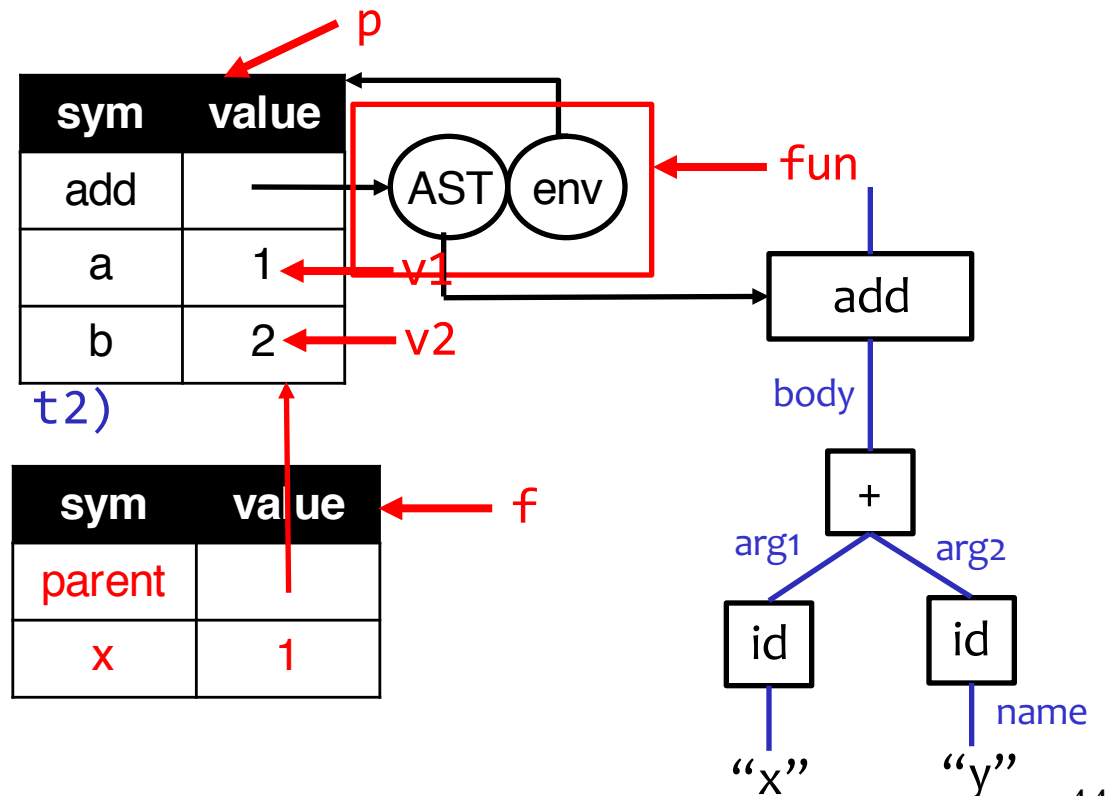 p
sym value
add
AST env
fun
a 1
v1
add
b 2
v2
t2)
body
sym value
f
+
arg1 arg2
parent
id id
x 1
name
“x” “y”